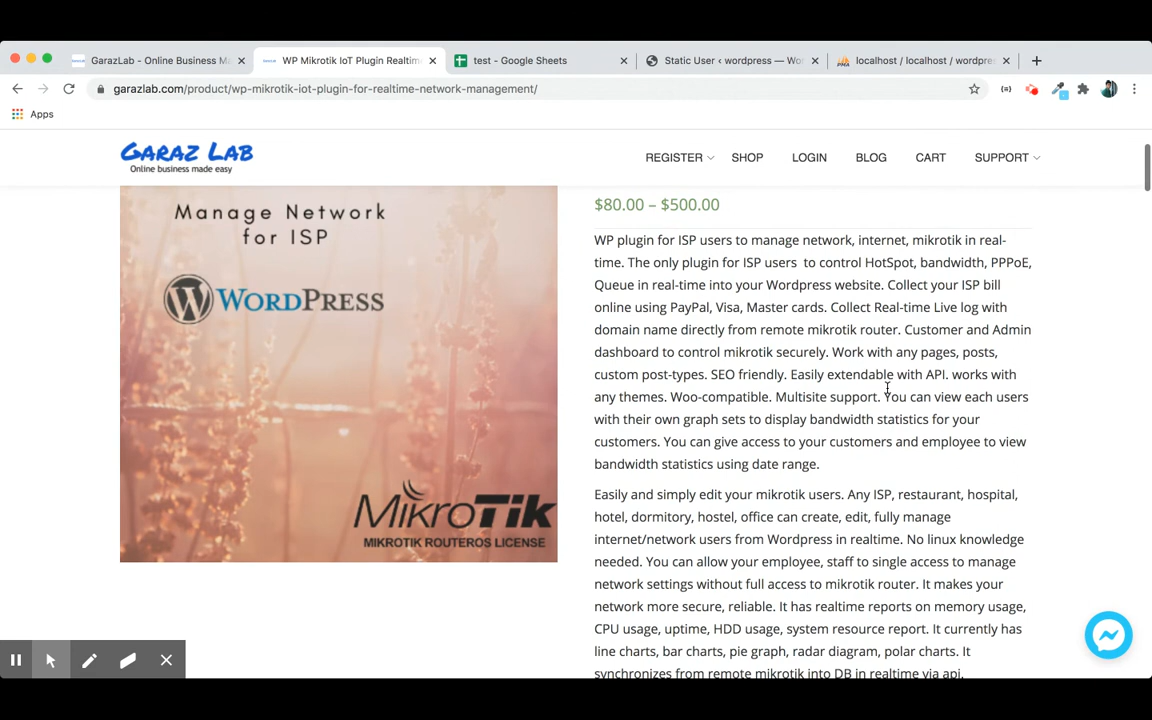 GarazLab - Online Business M
WP Mikrotik IoT Plugin Realtim
test - Google Sheets
Static User ‹ wordpress — Wor
localhost / localhost / wordpres
garazlab.com/product/wp-mikrotik-iot-plugin-for-realtime-network-management/
Apps
GARAZ LAB
Online business made easy
REGISTER
SHOP
LOGIN
BLOG
CART
SUPPORT
Manage Network
for ISP
WORDPRESS
MikroTik
MIKROTIK ROUTEROS LICENSE
$80.00 – $500.00
WP plugin for ISP users to manage network, internet, mikrotik in real-
time. The only plugin for ISP users to control HotSpot, bandwidth, PPPoE,
Queue in real-time into your Wordpress website. Collect your ISP bill
online using PayPal, Visa, Master cards. Collect Real-time Live log with
domain name directly from remote mikrotik router. Customer and Admin
dashboard to control mikrotik securely. Work with any pages, posts,
custom post-types. SEO friendly. Easily extendable with API. works with
any themes. Woo-compatible. Multisite support. You can view each users
with their own graph sets to display bandwidth statistics for your
customers. You can give access to your customers and employee to view
bandwidth statistics using date range.
Easily and simply edit your mikrotik users. Any ISP, restaurant, hospital,
hotel, dormitory, hostel, office can create, edit, fully manage
internet/network users from Wordpress in realtime. No linux knowledge
needed. You can allow your employee, staff to single access to manage
network settings without full access to mikrotik router. It makes your
network more secure, reliable. It has realtime reports on memory usage,
CPU usage, uptime, HDD usage, system resource report. It currently has
line charts, bar charts, pie graph, radar diagram, polar charts. It
synchronizes from remote mikrotik into DB in realtime via api.